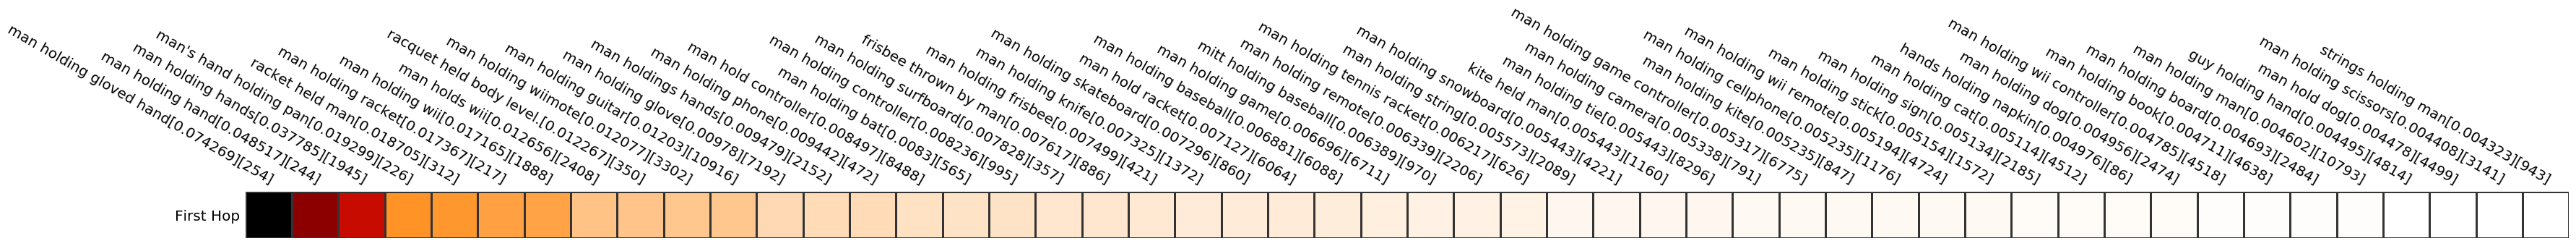 man holding gloved hand[0.074269][254]
man holding hand[0.048517][244]
man holding hands[0.037785][1945]
man's hand holding pan[0.019299][226]
racket held man[0.018705][312]
man holding racket[0.017367][217]
man holding wii[0.017165][1888]
man holds wii[0.012656][2408]
racquet held body level[0.012267][350]
man holding wiimote[0.012077][3302]
man holding guitar[0.01203][10916]
man holding glove[0.00978][7192]
man holdings hands[0.009479][2152]
man holding phone[0.009442][472]
man hold controller[0.008497][8488]
man holding bat[0.0083][565]
man holding controller[0.008236][995]
man holding surfboard[0.007828][357]
frisbee thrown by man[0.007617][886]
man holding frisbee[0.007499][421]
man holding knife[0.007325][1372]
man holding skateboard[0.007296][860]
man hold racket[0.007127][6064]
man holding baseball[0.006881][6088]
man holding game[0.006696][671]
mitt holding baseball[0.006389][970]
man holding remote[0.006339][2206]
man holding tennis racket[0.006217][626]
man holding string[0.005573][2089]
man holding snowboard[0.005443][4221]
kite held man[0.005443][1160]
man holding tie[0.005443][8296]
man holding camera[0.005338][791]
man holding game controller[0.005317][6775]
man holding kite[0.005235][847]
man holding cellphone[0.005235][1176]
man holding wii remote[0.005194][4724]
man holding stick[0.005154][1572]
man holding sign[0.005134][2185]
man holding cat[0.005114][4512]
hands holding napkin[0.004976][86]
man holding dog[0.004956][2474]
man holding wii controller[0.004785][4518]
man holding book[0.004711][4638]
man holding board[0.004693][2484]
man holding man[0.004602][10793]
guy holding hand[0.004495][4814]
man hold dog[0.004478][4499]
man holding scissors[0.004408][3141]
strings holding man[0.004323][943]
First Hop